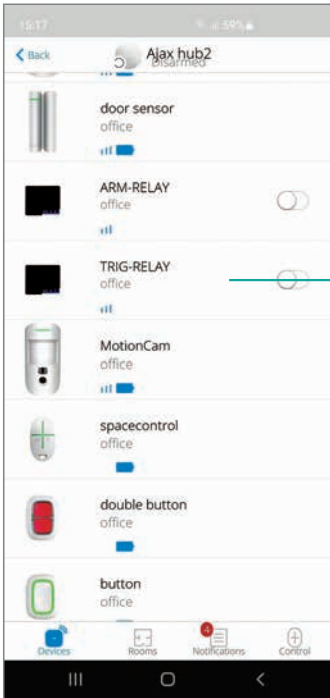 15:17
59%
Back
Ajax hub2
Disarmed
door sensor
office
ARM-RELAY
office
TRIG-RELAY
office
MotionCam
office
spacecontrol
office
double button
office
button
office
4
Devices
Rooms
Notifications
Control